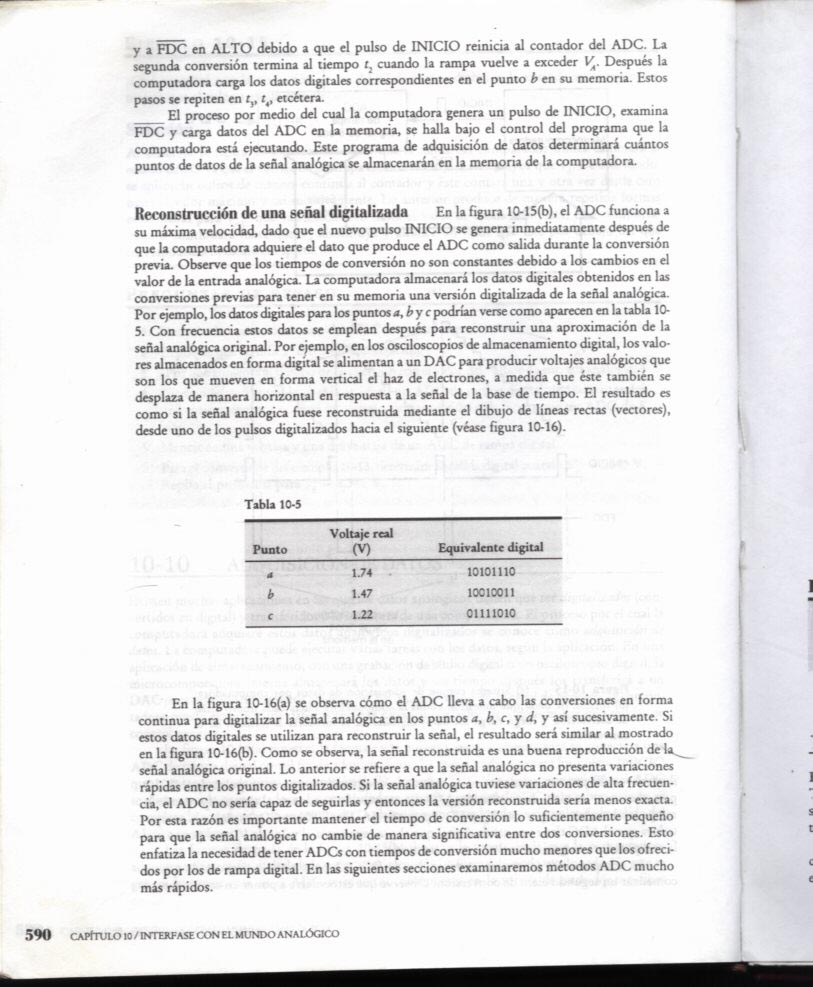 y a FDC en ALTO debido a que el pulso de INICIO reinicia al contador del ADC. La
segunda conversión termina al tiempo t₂ cuando la rampa vuelve a exceder V_A. Después la
computadora carga los datos digitales correspondientes en el punto b en su memoria. Estos
pasos se repiten en t₃, t₄, etcétera.
El proceso por medio del cual la computadora genera un pulso de INICIO, examina
FDC y carga datos del ADC en la memoria, se halla bajo el control del programa que la
computadora está ejecutando. Este programa de adquisición de datos determinará cuántos
puntos de datos de la señal analógica se almacenarán en la memoria de la computadora.
Reconstrucción de una señal digitalizada En la figura 10-15(b), el ADC funciona a
su máxima velocidad, dado que el nuevo pulso INICIO se genera inmediatamente después de
que la computadora adquiere el dato que produce el ADC como salida durante la conversión
previa. Observe que los tiempos de conversión no son constantes debido a los cambios en el
valor de la entrada analógica. La computadora almacenará los datos digitales obtenidos en las
conversiones previas para tener en su memoria una versión digitalizada de la señal analógica.
Por ejemplo, los datos digitales para los puntos a, b y c podrían verse como aparecen en la tabla 10-
5. Con frecuencia estos datos se emplean después para reconstruir una aproximación de la
señal analógica original. Por ejemplo, en los osciloscopios de almacenamiento digital, los valo-
res almacenados en forma digital se alimentan a un DAC para producir voltajes analógicos que
son los que mueven en forma vertical el haz de electrones, a medida que éste también se
desplaza de manera horizontal en respuesta a la señal de la base de tiempo. El resultado es
como si la señal analógica fuese reconstruida mediante el dibujo de líneas rectas (vectores),
desde uno de los pulsos digitalizados hacia el siguiente (véase figura 10-16).
Tabla 10-5
Punto Voltaje real (V) Equivalente digital
a 1.74 10101110
b 1.47 10010011
c 1.22 01111010
En la figura 10-16(a) se observa cómo el ADC lleva a cabo las conversiones en forma
continua para digitalizar la señal analógica en los puntos a, b, c, y d, y así sucesivamente. Si
estos datos digitales se utilizan para reconstruir la señal, el resultado será similar al mostrado
en la figura 10-16(b). Como se observa, la señal reconstruida es una buena reproducción de la
señal analógica original. Lo anterior se refiere a que la señal analógica no presenta variaciones
rápidas entre los puntos digitalizados. Si la señal analógica tuviese variaciones de alta frecuen-
cia, el ADC no sería capaz de seguirlas y entonces la versión reconstruida sería menos exacta.
Por esta razón es importante mantener el tiempo de conversión lo suficientemente pequeño
para que la señal analógica no cambie de manera significativa entre dos conversiones. Esto
enfatiza la necesidad de tener ADCs con tiempos de conversión mucho menores que los ofreci-
dos por los de rampa digital. En las siguientes secciones examinaremos métodos ADC mucho
más rápidos.
590 CAPÍTULO 10 / INTERFASE CON EL MUNDO ANALÓGICO